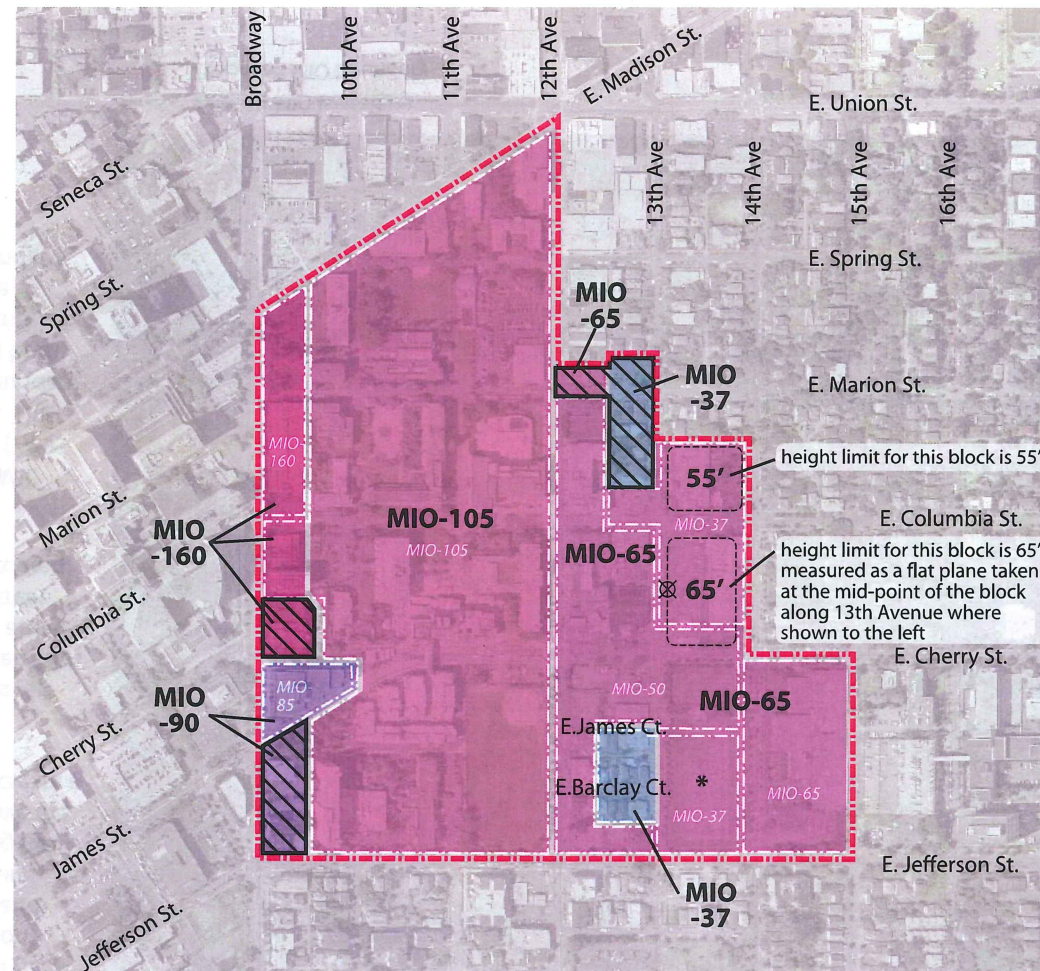 Broadway
10th Ave
11th Ave
12th Ave
E. Madison St.
E. Union St.
13th Ave
14th Ave
15th Ave
16th Ave
Seneca St.
E. Spring St.
Spring St.
MIO
-65
MIO
-37
E. Marion St.
MIO-
160
55’
height limit for this block is 55’
Marion St.
MIO
-160
MIO-105
MIO-105
MIO-37
E. Columbia St.
MIO-65
65’
height limit for this block is 65’
measured as a flat plane taken
at the mid-point of the block
along 13th Avenue where
shown to the left
Columbia St.
E. Cherry St.
MIO
-90
MIO-
85
MIO-50
MIO-65
Cherry St.
E.James Ct.
E.Barclay Ct.
*
MIO-37
MIO-65
James St.
E. Jefferson St.
MIO
-37
Jefferson St.